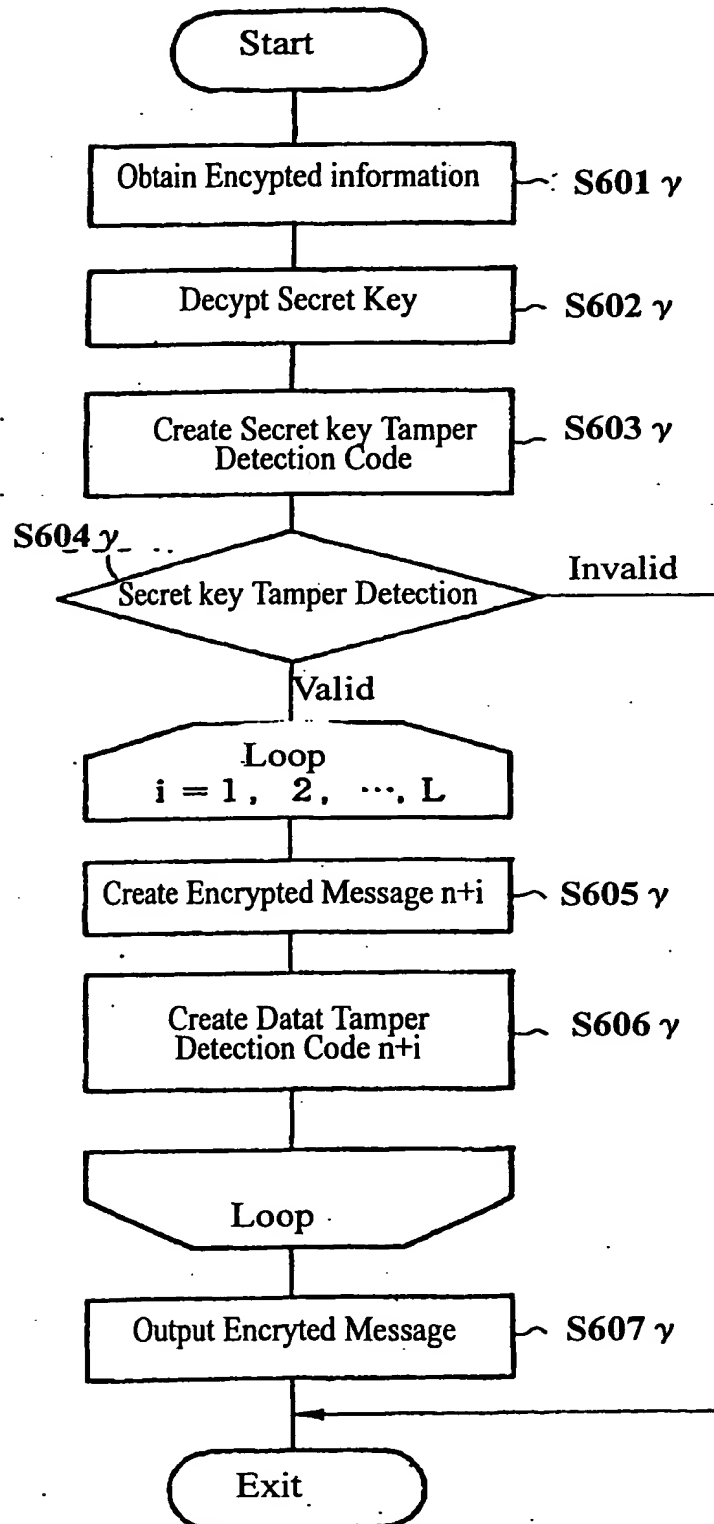 Start
Obtain Encypted information
S601 γ
Decypt Secret Key
S602 γ
Create Secret key Tamper
Detection Code
S603 γ
S604 γ
Secret key Tamper Detection
Invalid
Valid
Loop
i = 1, 2, ···, L
Create Encrypted Message n+i
S605 γ
Create Datat Tamper
Detection Code n+i
S606 γ
Loop
Output Encryted Message
S607 γ
Exit